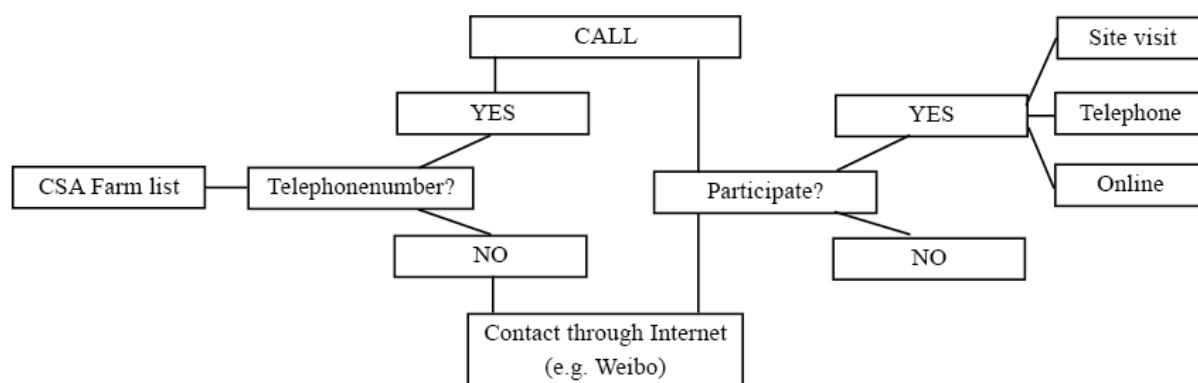 CALL
Site visit
YES
YES
Telephone
CSA Farm list
Telephonenumber?
Participate?
Online
NO
NO
Contact through Internet
(e.g. Weibo)